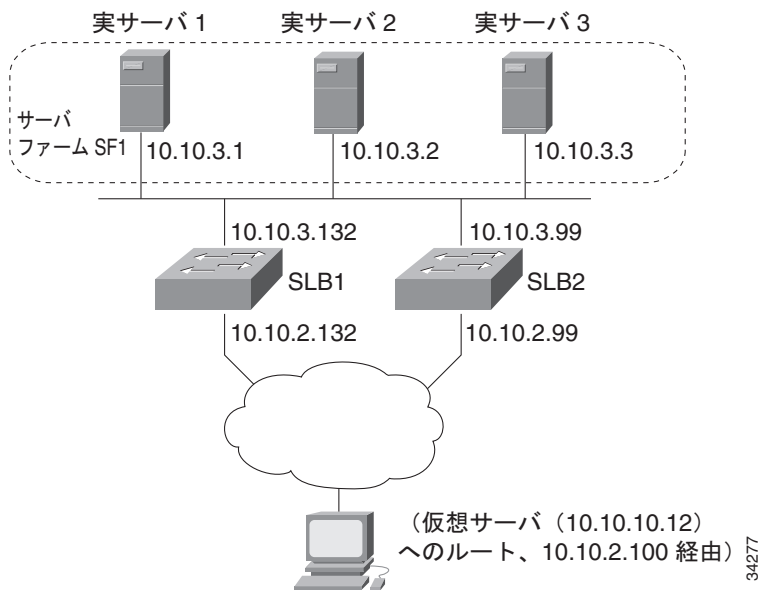 実サーバ 1
実サーバ 2
実サーバ 3
サーバ
ファーム SF1
10.10.3.1
10.10.3.2
10.10.3.3
10.10.3.132
10.10.3.99
SLB1
SLB2
10.10.2.132
10.10.2.99
（仮想サーバ（10.10.10.12）
へのルート、10.10.2.100 経由）
34277